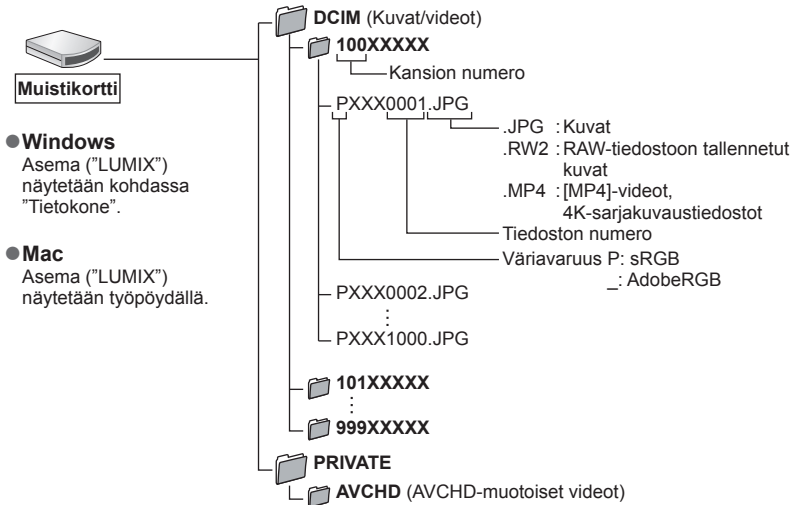 Muistikortti
●Windows
Asema ("LUMIX")
näytetään kohdassa
"Tietokone".
●Mac
Asema ("LUMIX")
näytetään työpöydällä.
DCIM (Kuvat/videot)
100XXXXX
Kansion numero
PXXX0001.JPG
.JPG : Kuvat
.RW2 : RAW-tiedostoon tallennetut
kuvat
.MP4 : [MP4]-videot,
4K-sarjakuvaustiedostot
Tiedoston numero
Väriavaruus P: sRGB
_: AdobeRGB
PXXX0002.JPG
⋮
PXXX1000.JPG
101XXXXX
⋮
999XXXXX
PRIVATE
AVCHD (AVCHD-muotoiset videot)